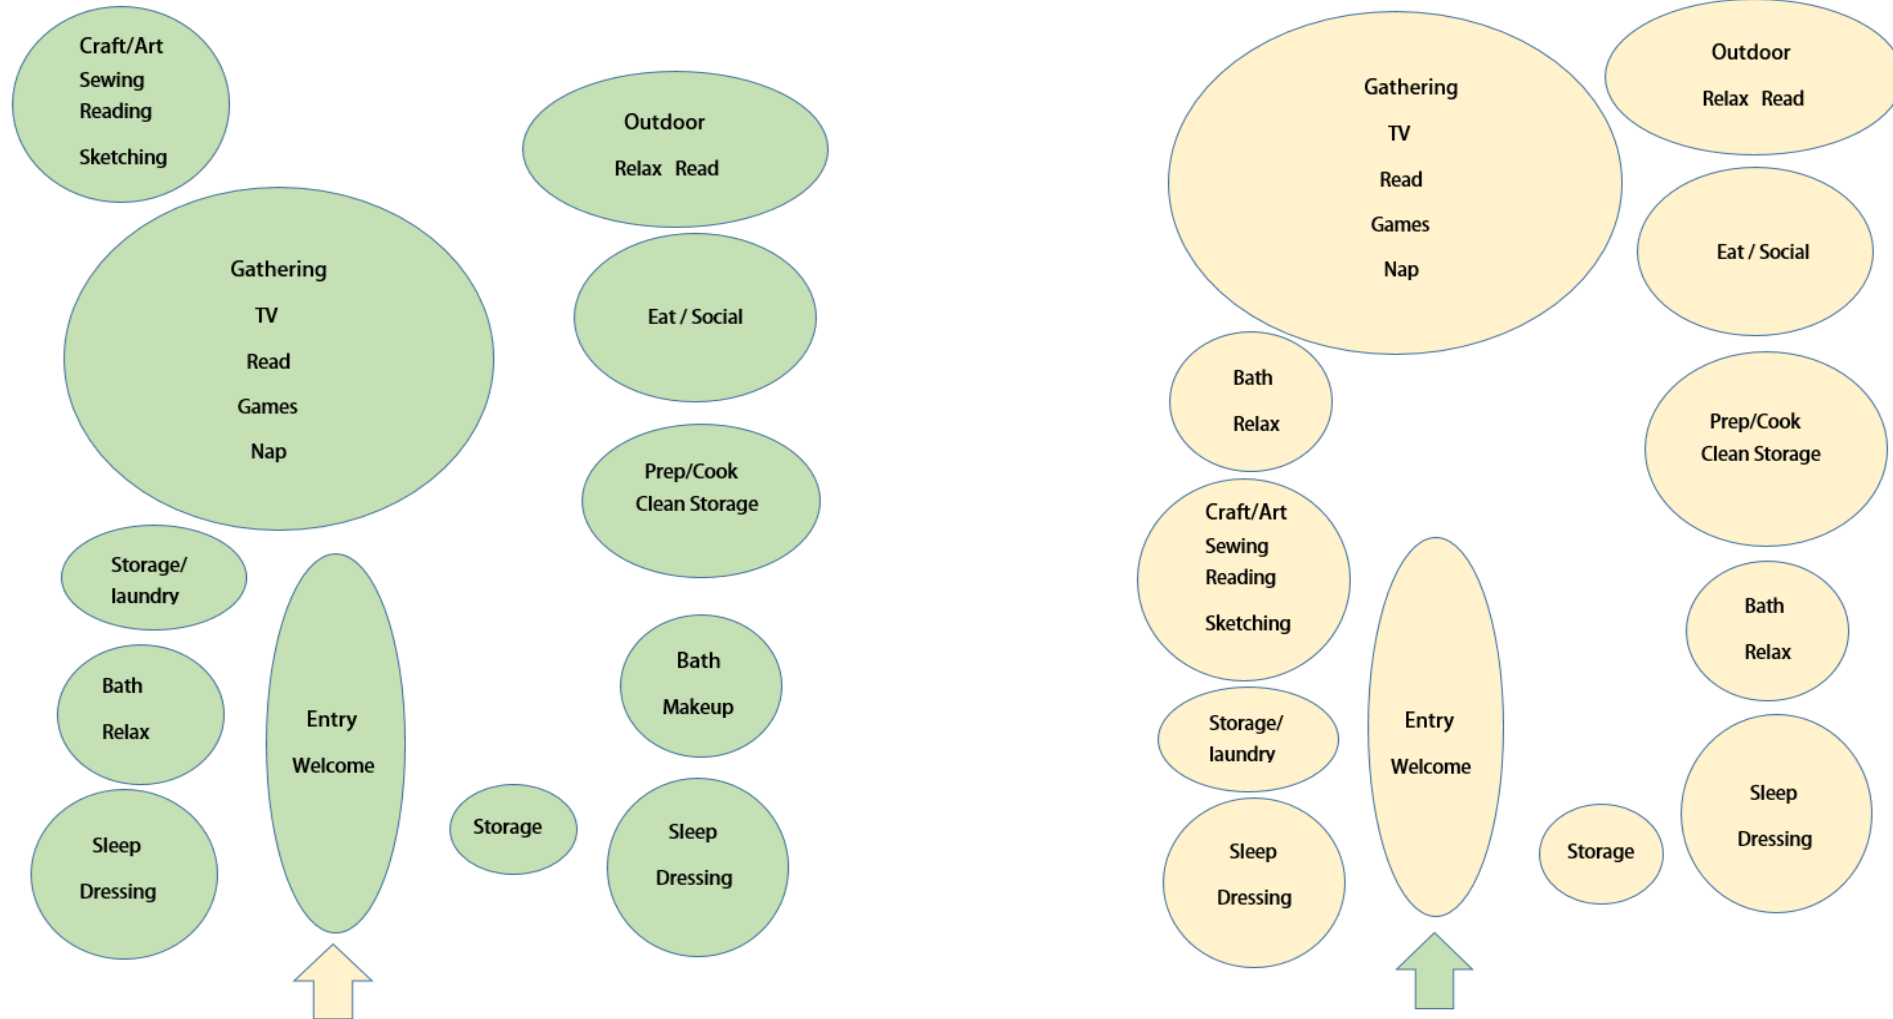 Craft/Art
Sewing
Reading
Sketching
Outdoor
Relax Read
Gathering
TV
Read
Games
Nap
Eat / Social
Prep/Cook
Clean Storage
Storage/
laundry
Bath
Relax
Entry
Welcome
Bath
Makeup
Sleep
Dressing
Storage
Sleep
Dressing
Gathering
TV
Read
Games
Nap
Outdoor
Relax Read
Eat / Social
Bath
Relax
Prep/Cook
Clean Storage
Craft/Art
Sewing
Reading
Sketching
Bath
Relax
Storage/
laundry
Entry
Welcome
Sleep
Dressing
Storage
Sleep
Dressing